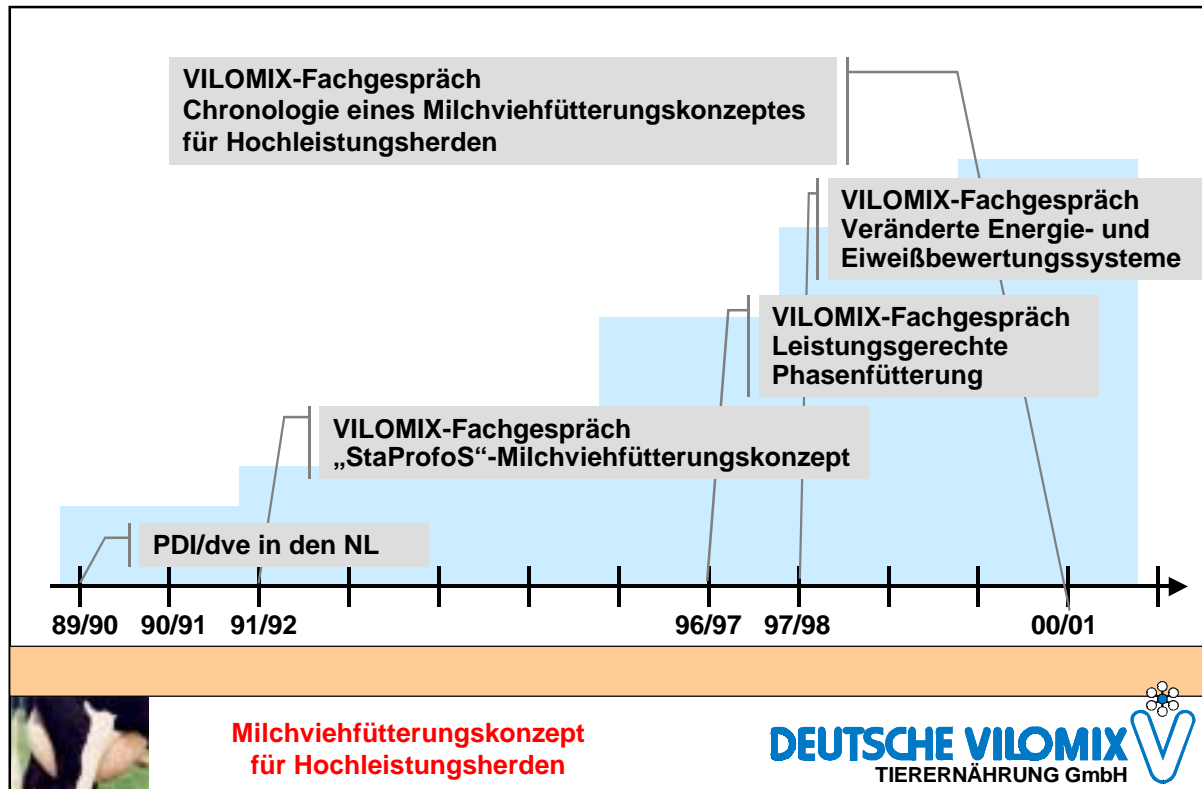 VILOMIX-Fachgespräch
Chronologie eines Milchviehfütterungskonzeptes
für Hochleistungsherden
VILOMIX-Fachgespräch
Veränderte Energie- und
Eiweißbewertungssysteme
VILOMIX-Fachgespräch
Leistungsgerechte
Phasenfütterung
VILOMIX-Fachgespräch
„StaProfoS“-Milchviehfütterungskonzept
PDI/dve in den NL
89/90 90/91 91/92 96/97 97/98 00/01
Milchviehfütterungskonzept
für Hochleistungsherden
DEUTSCHE VILOMIX
TIERERNÄHRUNG GmbH